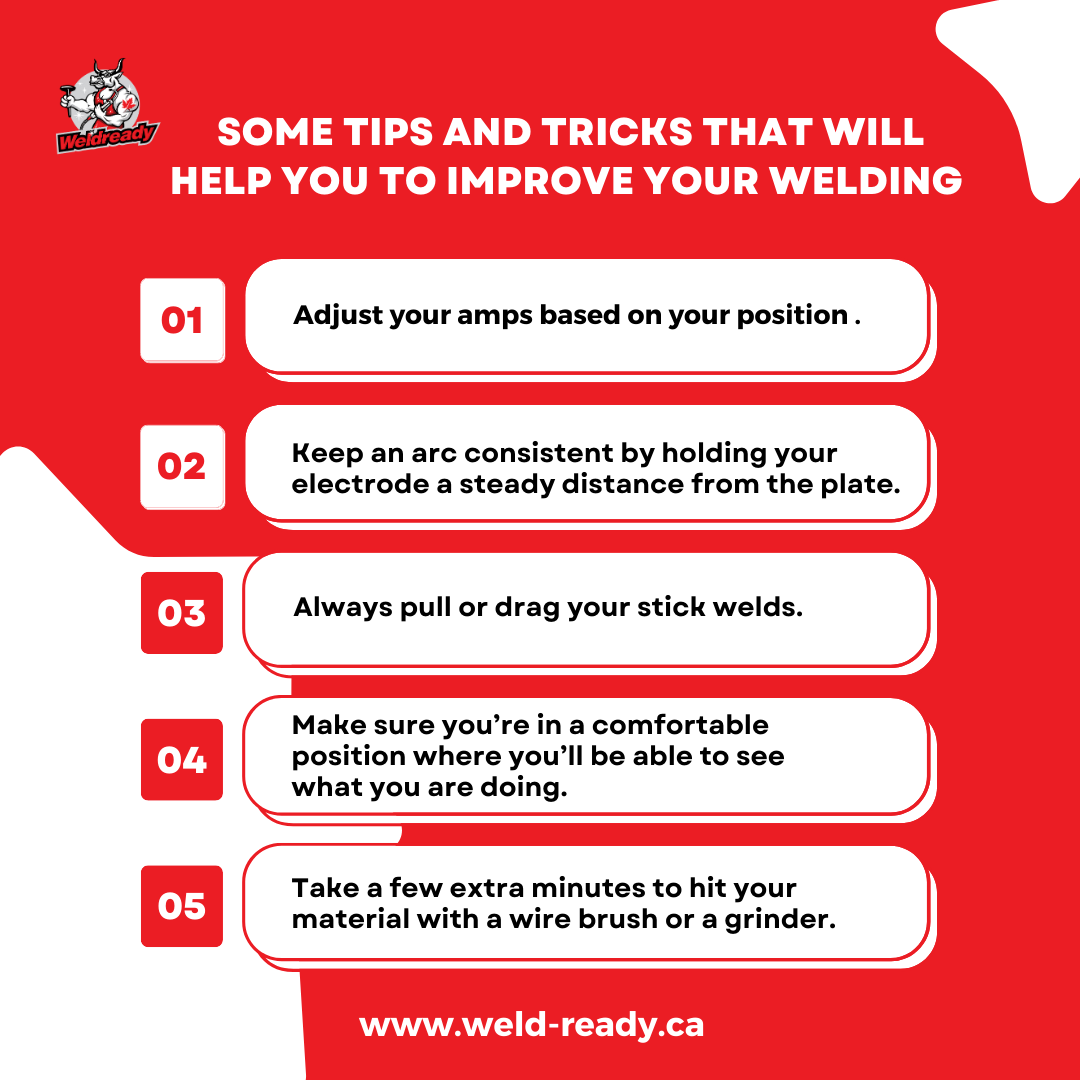 Weldready
SOME TIPS AND TRICKS THAT WILL
HELP YOU TO IMPROVE YOUR WELDING
01
Adjust your amps based on your position .
02
Keep an arc consistent by holding your
electrode a steady distance from the plate.
03
Always pull or drag your stick welds.
04
Make sure you’re in a comfortable
position where you’ll be able to see
what you are doing.
05
Take a few extra minutes to hit your
material with a wire brush or a grinder.
www.weld-ready.ca